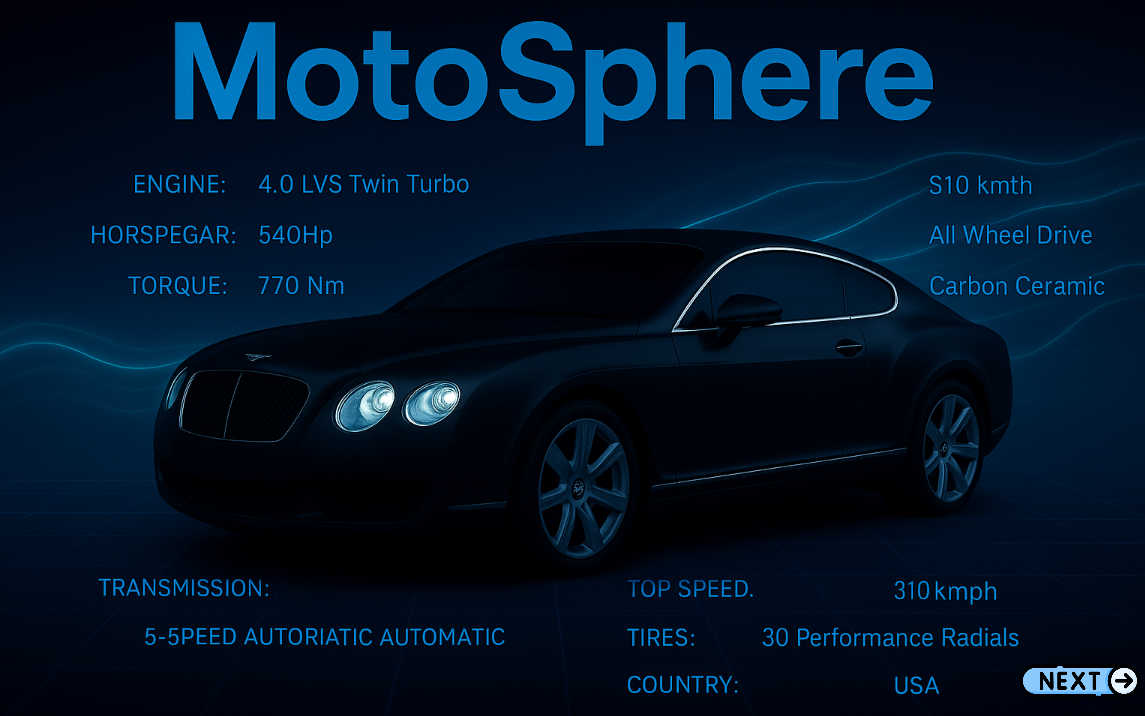 MotoSphere
ENGINE: 4.0 LVS Twin Turbo
S10 kmth
HORSPEGAR: 540Hp
All Wheel Drive
TORQUE: 770 Nm
Carbon Ceramic
TRANSMISSION:
5-5PEED AUTORIATIC AUTOMATIC
TOP SPEED. 310 kmph
TIRES: 30 Performance Radials
COUNTRY: USA
NEXT